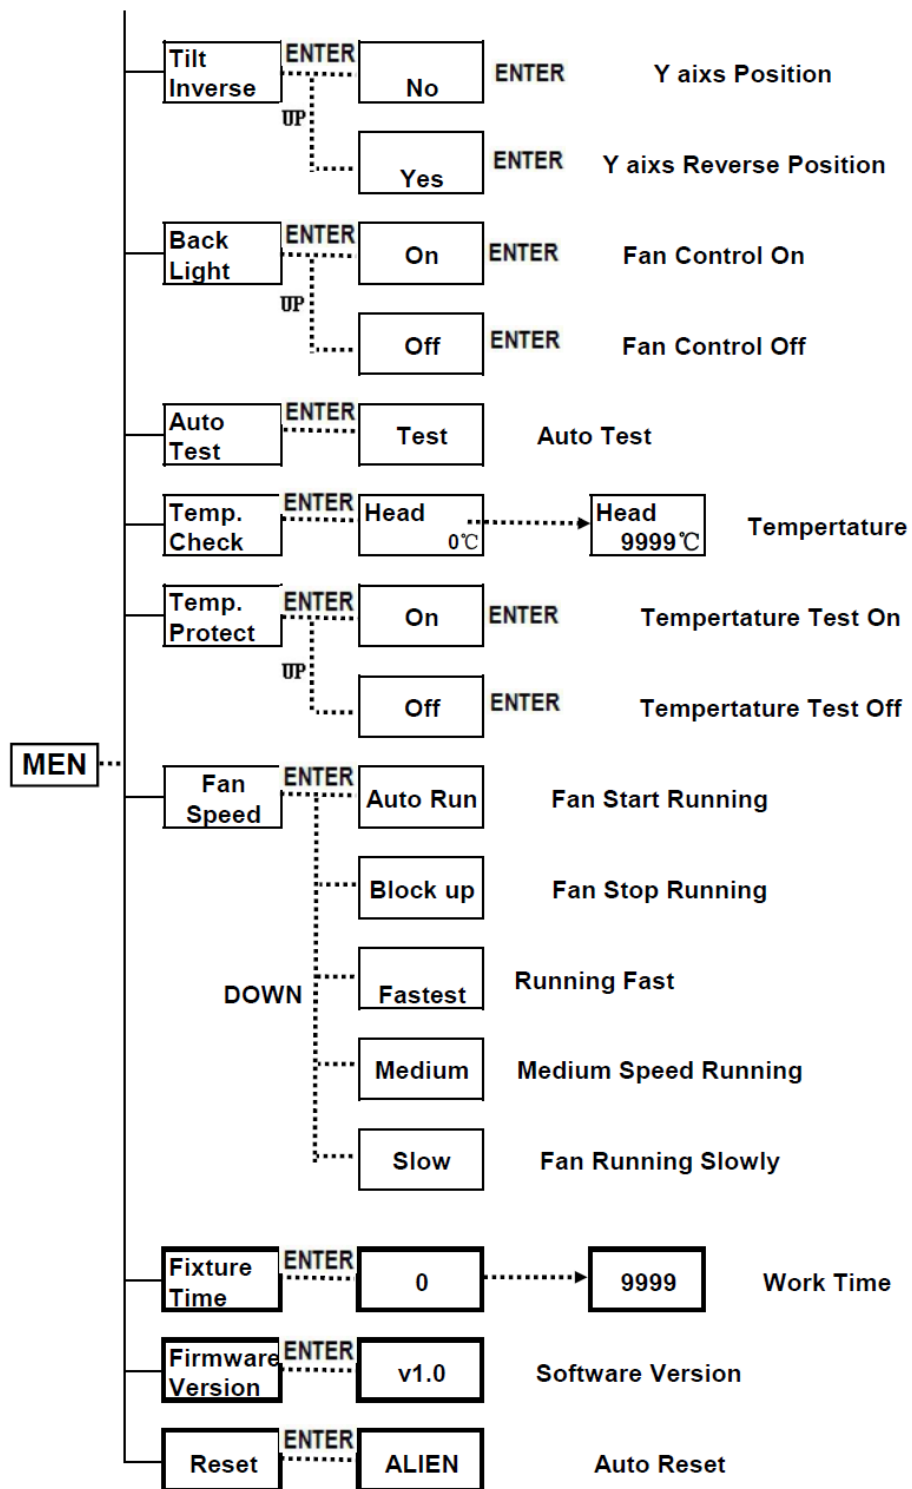 Tilt ENTER
Inverse No ENTER Y aixs Position
UP
Yes ENTER Y aixs Reverse Position
Back ENTER
Light On ENTER Fan Control On
UP
Off ENTER Fan Control Off
Auto ENTER
Test Test Auto Test
Temp. ENTER Head Head
Check 0℃ 9999℃ Tempertature
Temp. ENTER
Protect On ENTER Tempertature Test On
UP
Off ENTER Tempertature Test Off
MEN
Fan ENTER
Speed Auto Run Fan Start Running
Block up Fan Stop Running
DOWN Fastest Running Fast
Medium Medium Speed Running
Slow Fan Running Slowly
Fixture ENTER
Time 0 9999 Work Time
Firmware ENTER
Version v1.0 Software Version
ENTER
Reset ALIEN Auto Reset